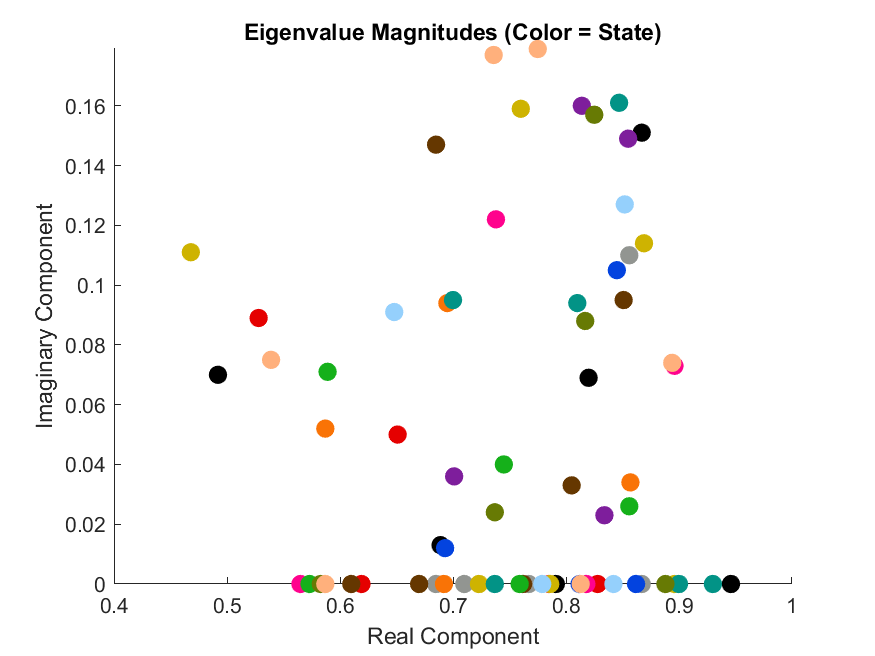 Eigenvalue Magnitudes (Color = State)
0.16
0.14
0.12
0.1
0.08
0.06
0.04
0.02
0
Imaginary Component
0.4 0.5 0.6 0.7 0.8 0.9 1
Real Component